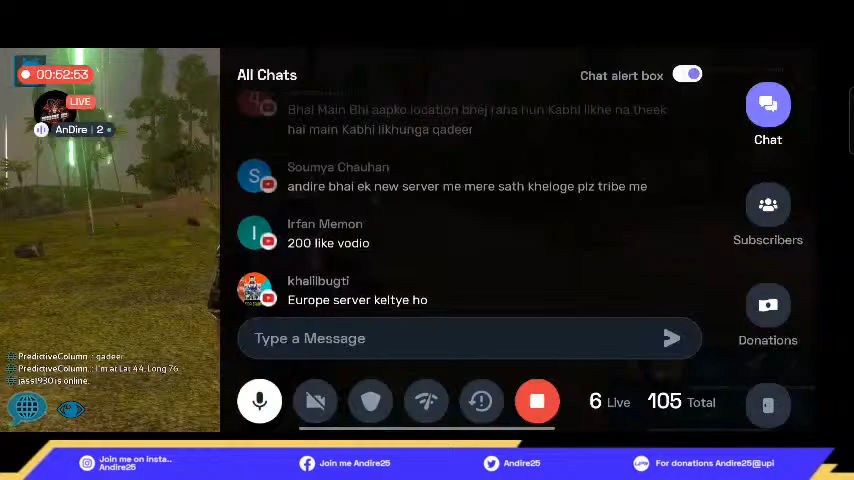 00:52:53
LIVE
AnDire | 2
PredictiveColumn : qadeer
PredictiveColumn : I'm at Lat 44, Long 76
jass1930 is online.
All Chats
Chat alert box
Bhai Main Bhi aapko location bhej raha hun Kabhi likhe na theek
hai main Kabhi likhunga qadeer
S
Soumya Chauhan
andire bhai ek new server me mere sath kheloge plz tribe me
I
Irfan Memon
200 like vodio
khalilbugti
Europe server keltye ho
Type a Message
6 Live
105 Total
Chat
Subscribers
Donations
Join me on insta..
Andire25
Join me Andire25
Andire25
For donations Andire25@upi